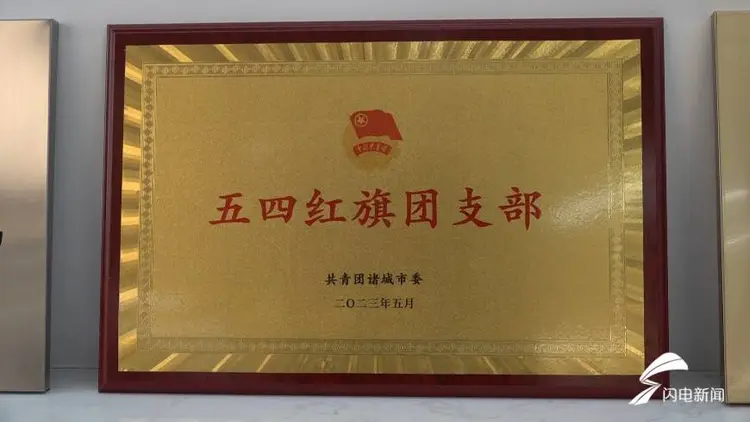 五四红旗团支部
共青团诸城市委
二〇二三年五月
闪电新闻